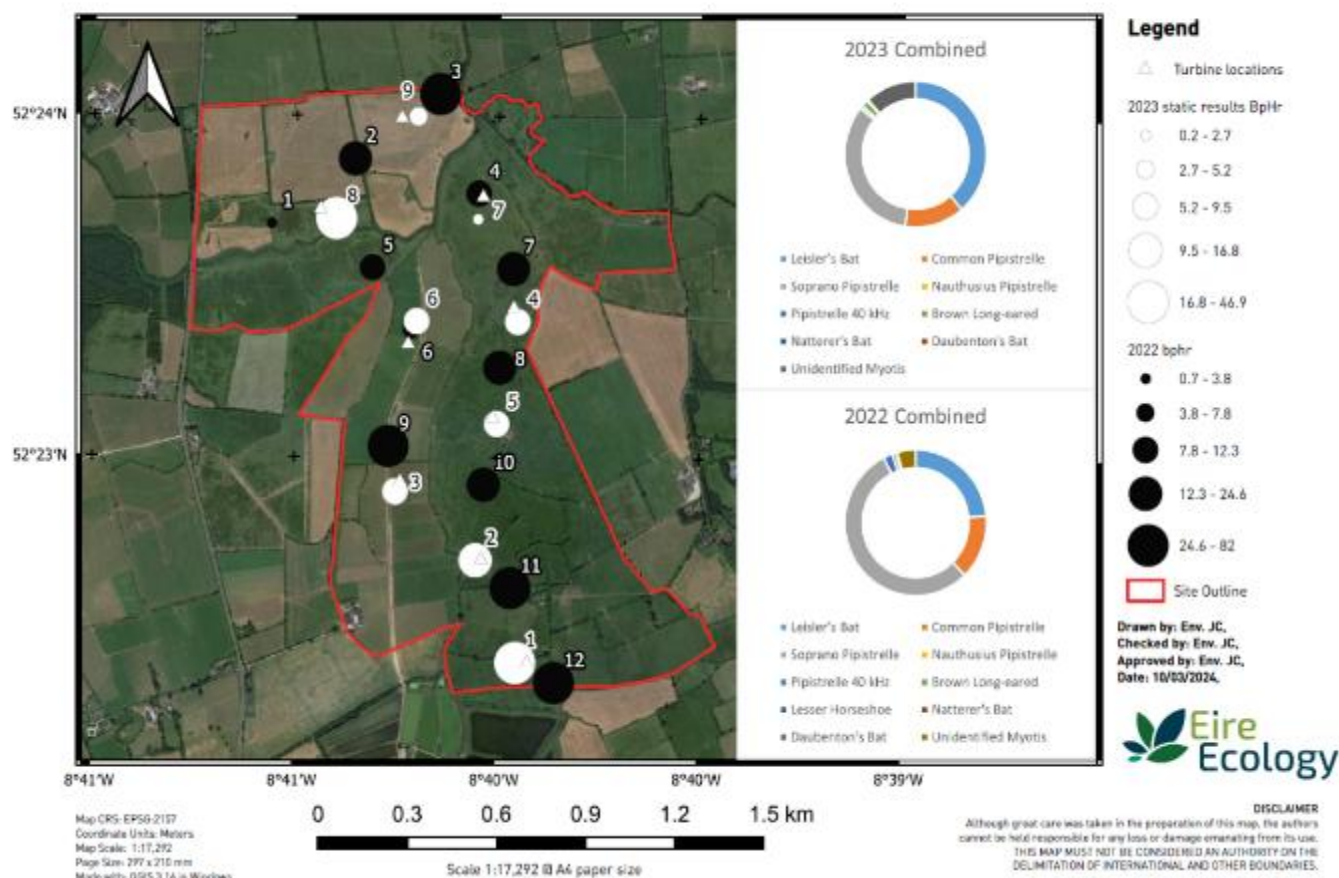 3
9
2
4
1
8
7
5
7
6
4
6
8
5
9
10
3
2
11
1
12
52°24'N
52°23'N
8°41'W
8°41'W
8°40'W
8°40'W
8°39'W
2023 Combined
Leisler's Bat
Common Pipistrelle
Soprano Pipistrelle
Nauthusius Pipistrelle
Pipistrelle 40 kHz
Brown Long-eared
Natterer's Bat
Daubenton's Bat
Unidentified Myotis
2022 Combined
Leisler's Bat
Common Pipistrelle
Soprano Pipistrelle
Nauthusius Pipistrelle
Pipistrelle 40 kHz
Brown Long-eared
Lesser Horseshoe
Natterer's Bat
Daubenton's Bat
Unidentified Myotis
Legend
Turbine locations
2023 static results BpHr
0.2 - 2.7
2.7 - 5.2
5.2 - 9.5
9.5 - 16.8
16.8 - 46.9
2022 bphr
0.7 - 3.8
3.8 - 7.8
7.8 - 12.3
12.3 - 24.6
24.6 - 82
Site Outline
Drawn by: Env. JC,
Checked by: Env. JC,
Approved by: Env. JC,
Date: 10/03/2024,
Eire
Ecology
Map CRS: EPSG-2157
Coordinate Units: Meters
Map Scale: 1:17,292
Page Size: 297 x 210 mm
Made with: QGIS 3.16 in Windows
0 0.3 0.6 0.9 1.2 1.5 km
Scale 1:17,292 @ A4 paper size
DISCLAIMER
Although great care was taken in the preparation of this map, the authors
cannot be held responsible for any loss or damage emanating from its use.
THIS MAP MUST NOT BE CONSIDERED AN AUTHORITY ON THE
DELIMITATION OF INTERNATIONAL AND OTHER BOUNDARIES.